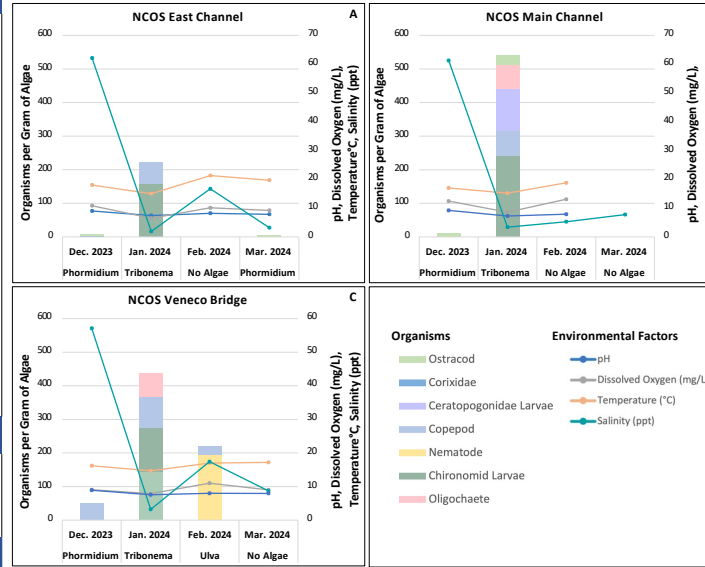 NCOS East Channel
A
Organisms per Gram of Algae
600
500
400
300
200
100
0
70
60
50
40
30
20
10
0
pH, Dissolved Oxygen (mg/L),
Temperature°C, Salinity (ppt)
Dec. 2023 Jan. 2024 Feb. 2024 Mar. 2024
Phormidium Tribonema No Algae Phormidium
NCOS Main Channel
Organisms per Gram of Algae
600
500
400
300
200
100
0
70
60
50
40
30
20
10
0
pH, Dissolved Oxygen (mg/L),
Dec. 2023 Jan. 2024 Feb. 2024 Mar. 2024
Phormidium Tribonema No Algae No Algae
NCOS Veneco Bridge
C
Organisms per Gram of Algae
600
500
400
300
200
100
0
60
50
40
30
20
10
0
pH, Dissolved Oxygen (mg/L),
Temperature°C, Salinity (ppt)
Dec. 2023 Jan. 2024 Feb. 2024 Mar. 2024
Phormidium Tribonema Ulva No Algae
Organisms
Ostracod
Corixidae
Ceratopogonidae Larvae
Copepod
Nematode
Chironomid Larvae
Oligochaete
Environmental Factors
pH
Dissolved Oxygen (mg/L
Temperature (°C)
Salinity (ppt)